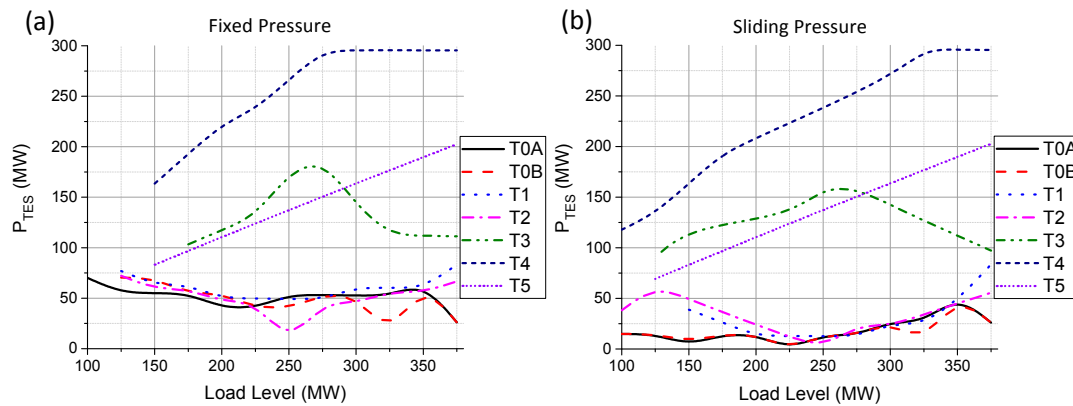 (a)
Fixed Pressure
300
250
200
150
100
50
0
P_TES (MW)
100 150 200 250 300 350
Load Level (MW)
T0A
T0B
T1
T2
T3
T4
T5
(b)
Sliding Pressure
300
250
200
150
100
50
0
P_TES (MW)
100 150 200 250 300 350
Load Level (MW)
T0A
T0B
T1
T2
T3
T4
T5